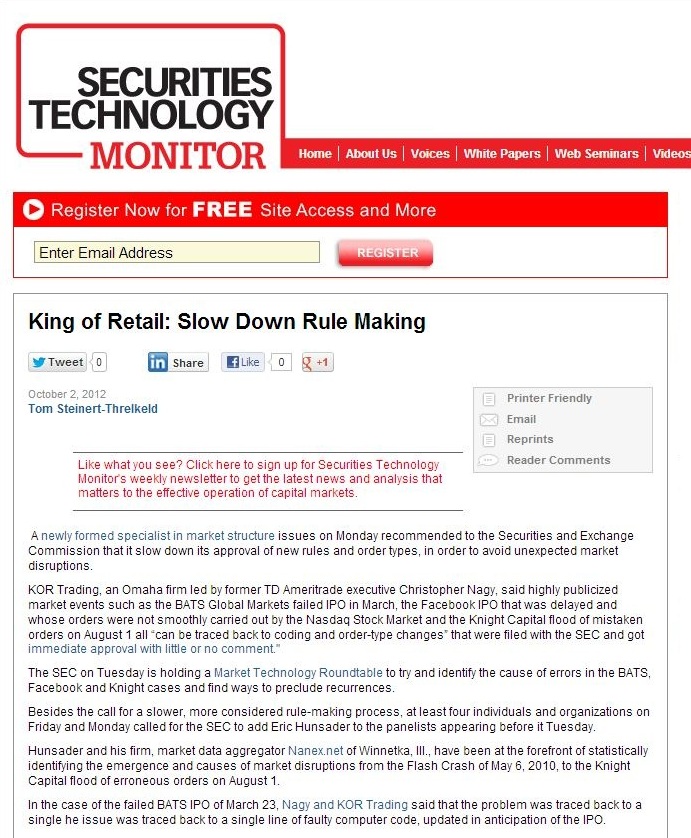 SECURITIES
TECHNOLOGY
MONITOR
Home | About Us | Voices | White Papers | Web Seminars | Videos
Register Now for FREE Site Access and More
Enter Email Address
REGISTER
King of Retail: Slow Down Rule Making
Tweet 0
in Share
Like 0
+1
October 2, 2012
Tom Steinert-Threlkeld
Printer Friendly
Email
Reprints
Reader Comments
Like what you see? Click here to sign up for Securities Technology
Monitor's weekly newsletter to get the latest news and analysis that
matters to the effective operation of capital markets.
A newly formed specialist in market structure issues on Monday recommended to the Securities and Exchange
Commission that it slow down its approval of new rules and order types, in order to avoid unexpected market
disruptions.
KOR Trading, an Omaha firm led by former TD Ameritrade executive Christopher Nagy, said highly publicized
market events such as the BATS Global Markets failed IPO in March, the Facebook IPO that was delayed and
whose orders were not smoothly carried out by the Nasdaq Stock Market and the Knight Capital flood of mistaken
orders on August 1 all “can be traced back to coding and order-type changes” that were filed with the SEC and got
immediate approval with little or no comment.”
The SEC on Tuesday is holding a Market Technology Roundtable to try and identify the cause of errors in the BATS,
Facebook and Knight cases and find ways to preclude recurrences.
Besides the call for a slower, more considered rule-making process, at least four individuals and organizations on
Friday and Monday called for the SEC to add Eric Hunsader to the panelists appearing before it Tuesday.
Hunsader and his firm, market data aggregator Nanex.net of Winnetka, Ill., have been at the forefront of statistically
identifying the emergence and causes of market disruptions from the Flash Crash of May 6, 2010, to the Knight
Capital flood of erroneous orders on August 1.
In the case of the failed BATS IPO of March 23, Nagy and KOR Trading said that the problem was traced back to a
single he issue was traced back to a single line of faulty computer code, updated in anticipation of the IPO.